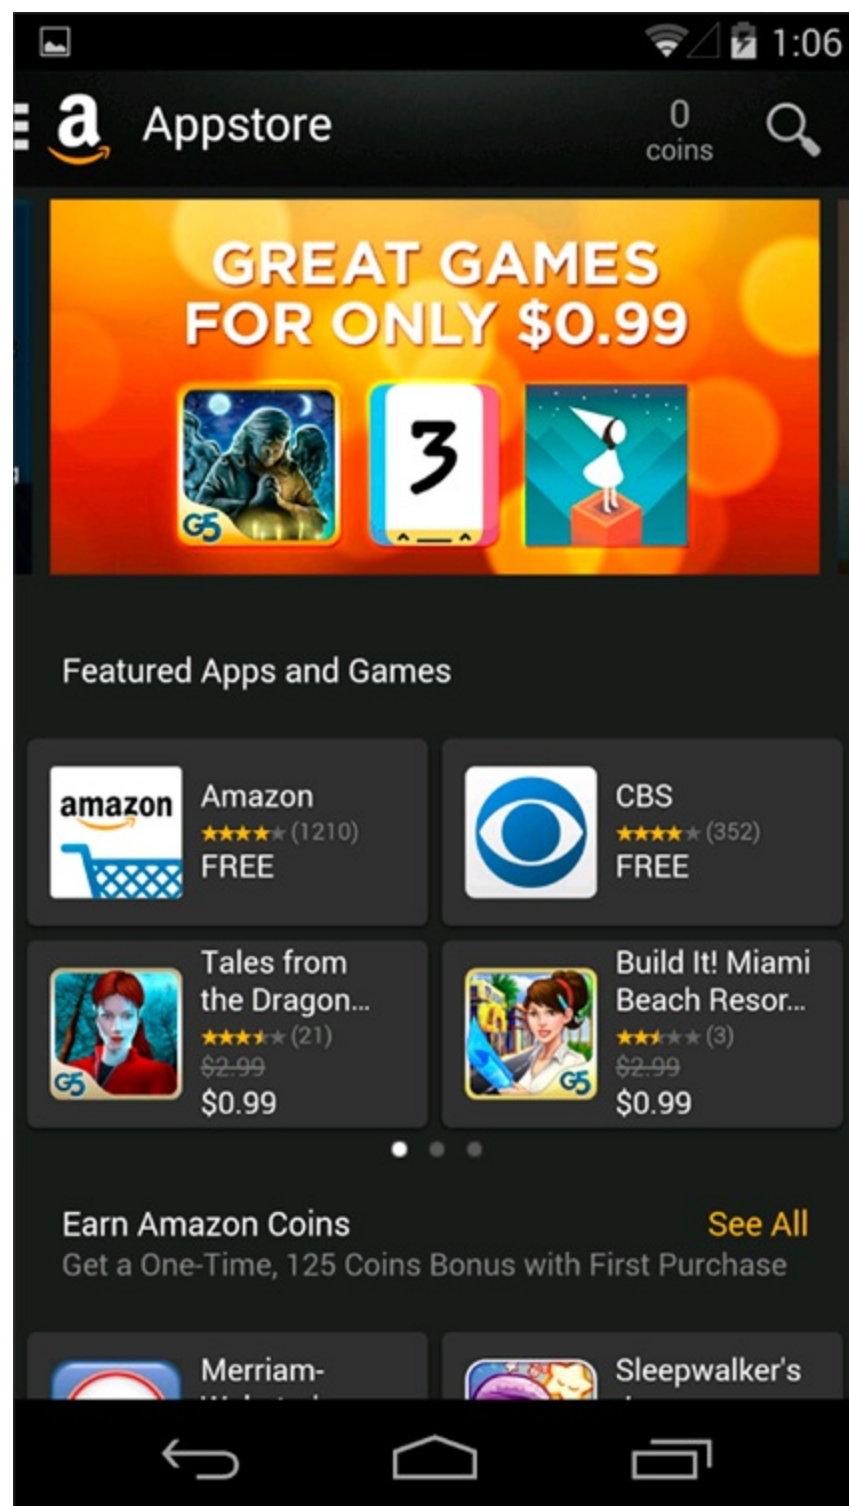 1:06
a Appstore
0
coins
GREAT GAMES
FOR ONLY $0.99
G5
3
Featured Apps and Games
amazon
Amazon
(1210)
FREE
CBS
(352)
FREE
G5
Tales from
the Dragon...
(21)
$2.99
$0.99
G5
Build It! Miami
Beach Resor...
(3)
$2.99
$0.99
Earn Amazon Coins
See All
Get a One-Time, 125 Coins Bonus with First Purchase
Merriam-
Sleepwalker's